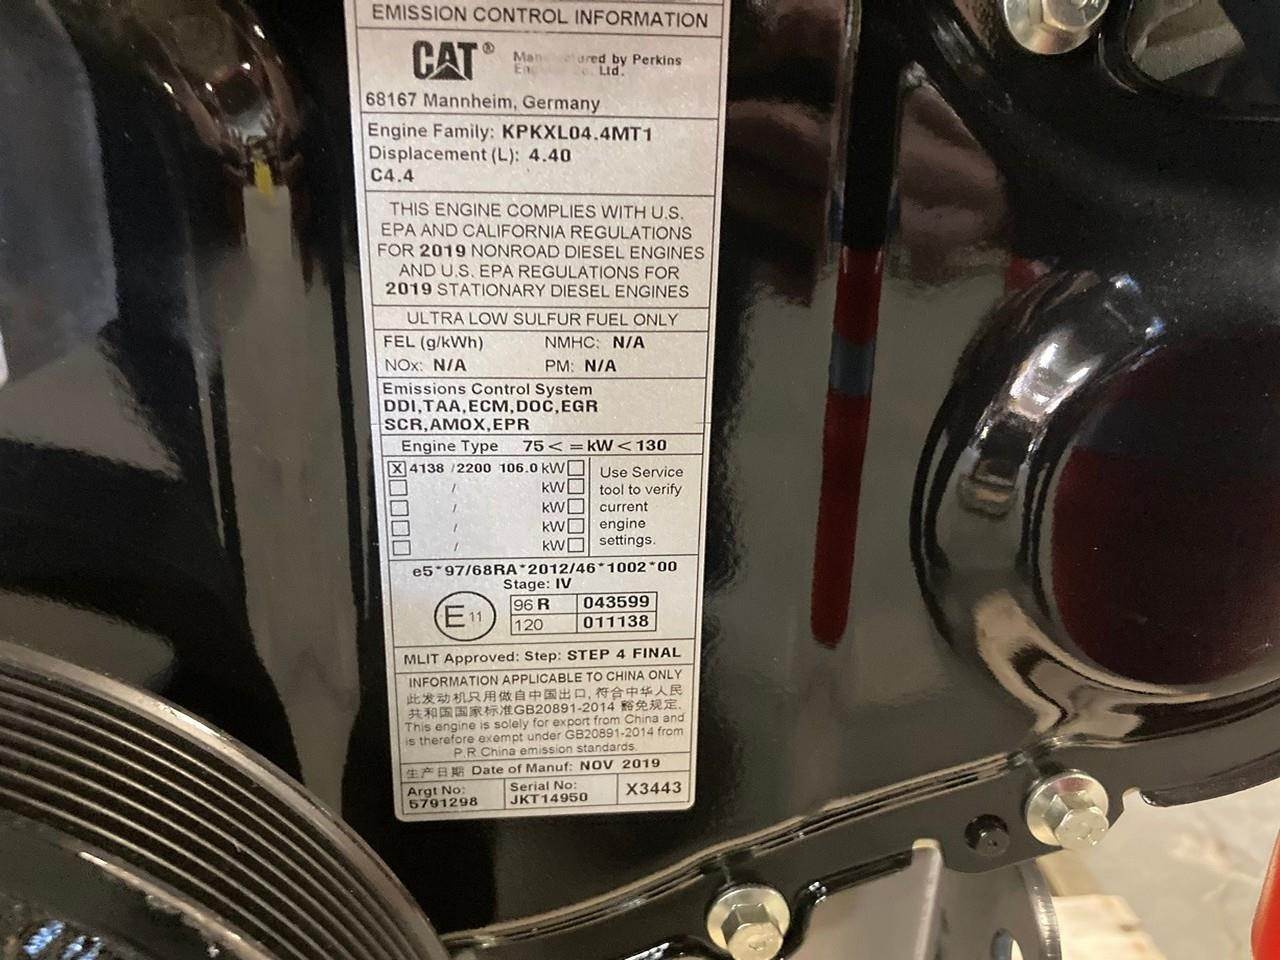 EMISSION CONTROL INFORMATION
CAT® by Perkins
Ltd.
68167 Mannheim, Germany
Engine Family: KPKXL04.4MT1
Displacement (L): 4.40
C4.4
THIS ENGINE COMPLIES WITH U.S.
EPA AND CALIFORNIA REGULATIONS
FOR 2019 NONROAD DIESEL ENGINES
AND U.S. EPA REGULATIONS FOR
2019 STATIONARY DIESEL ENGINES
ULTRA LOW SULFUR FUEL ONLY
FEL (g/kWh) NMHC: N/A
NOx: N/A PM: N/A
Emissions Control System
DDI,TAA,ECM,DOC,EGR
SCR,AMOX,EPR
Engine Type 75 < = kW < 130
X 4138 /2200 106.0 kW Use Service
/ kW tool to verify
/ kW current
/ kW engine
/ kW settings.
e5*97/68RA*2012/46*1002*00
Stage: IV
E 11 96 R 043599
120 011138
MLIT Approved: Step: STEP 4 FINAL
INFORMATION APPLICABLE TO CHINA ONLY
此发动机只用做自中国出口, 符合中华人民
共和国国家标准GB20891-2014 豁免规定.
This engine is solely for export from China and
is therefore exempt under GB20891-2014 from
P.R China emission standards.
生产日期 Date of Manuf: NOV 2019
Argt No: Serial No: X3443
5791298 JKT14950